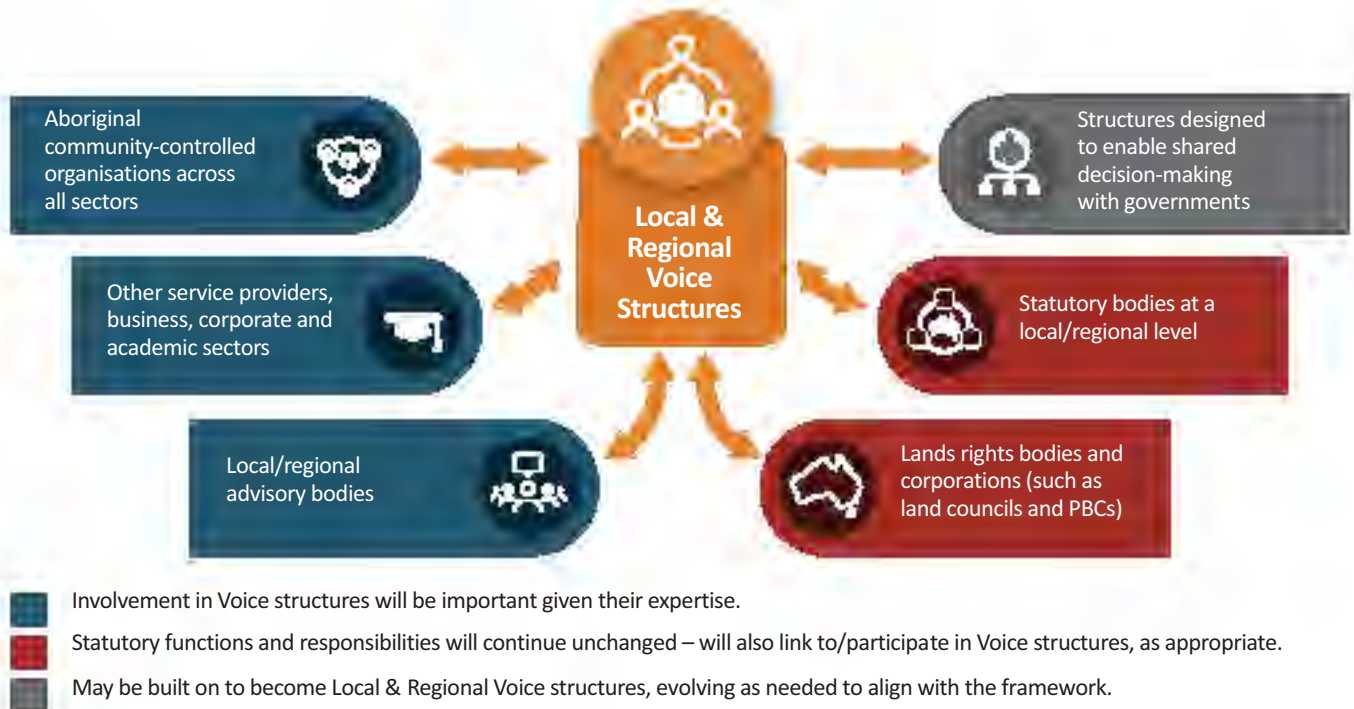 Aboriginal
community-controlled
organisations across
all sectors
Other service providers,
business, corporate and
academic sectors
Local/regional
advisory bodies
Local &
Regional
Voice
Structures
Structures designed
to enable shared
decision-making
with governments
Statutory bodies at a
local/regional level
Lands rights bodies and
corporations (such as
land councils and PBCs)
Involvement in Voice structures will be important given their expertise.
Statutory functions and responsibilities will continue unchanged – will also link to/participate in Voice structures, as appropriate.
May be built on to become Local & Regional Voice structures, evolving as needed to align with the framework.